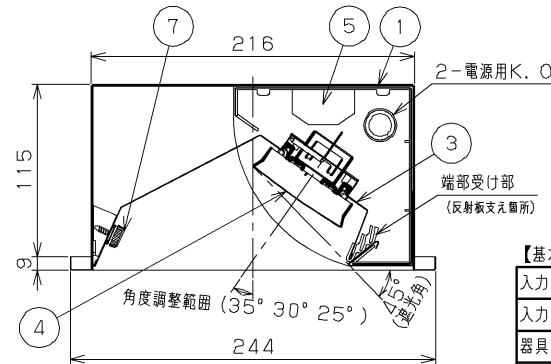 216
7
5
1
2-電源用K. O
3
115
端部受け部
(反射板支え箇所)
9
角度調整範囲 (35° 30° 25°)
45°
(遮光角)
4
244
【基
入力
入力
器具